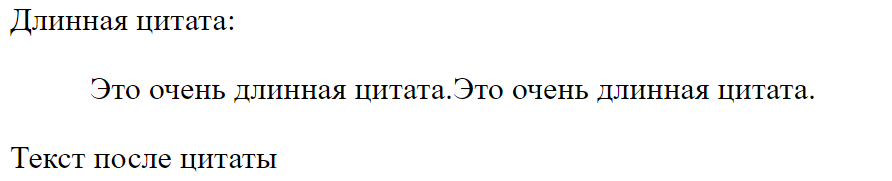 Длинная цитата:
Это очень длинная цитата.Это очень длинная цитата.
Текст после цитаты